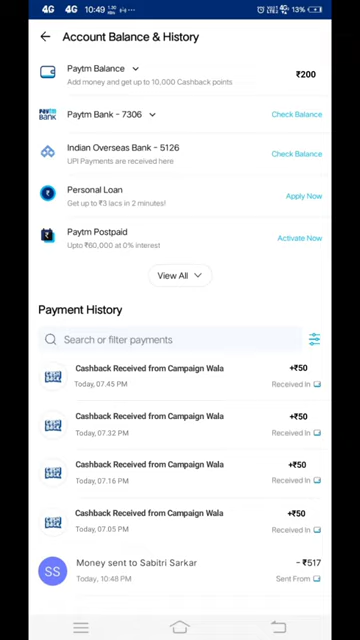 4G 4G 10:49 13%
Account Balance & History
Paytm Balance
Add money and get up to 10,000 Cashback points
₹200
Paytm Bank - 7306
Check Balance
Indian Overseas Bank - 5126
UPI Payments are received here
Check Balance
Personal Loan
Get up to ₹3 lacs in 2 minutes!
Apply Now
Paytm Postpaid
Upto ₹60,000 at 0% interest
Activate Now
View All
Payment History
Search or filter payments
Cashback Received from Campaign Wala
+₹50
Today, 07.45 PM
Received In
Cashback Received from Campaign Wala
+₹50
Today, 07.32 PM
Received In
Cashback Received from Campaign Wala
+₹50
Today, 07.16 PM
Received In
Cashback Received from Campaign Wala
+₹50
Today, 07.05 PM
Received In
SS
Money sent to Sabitri Sarkar
- ₹517
Today, 10:48 PM
Sent From